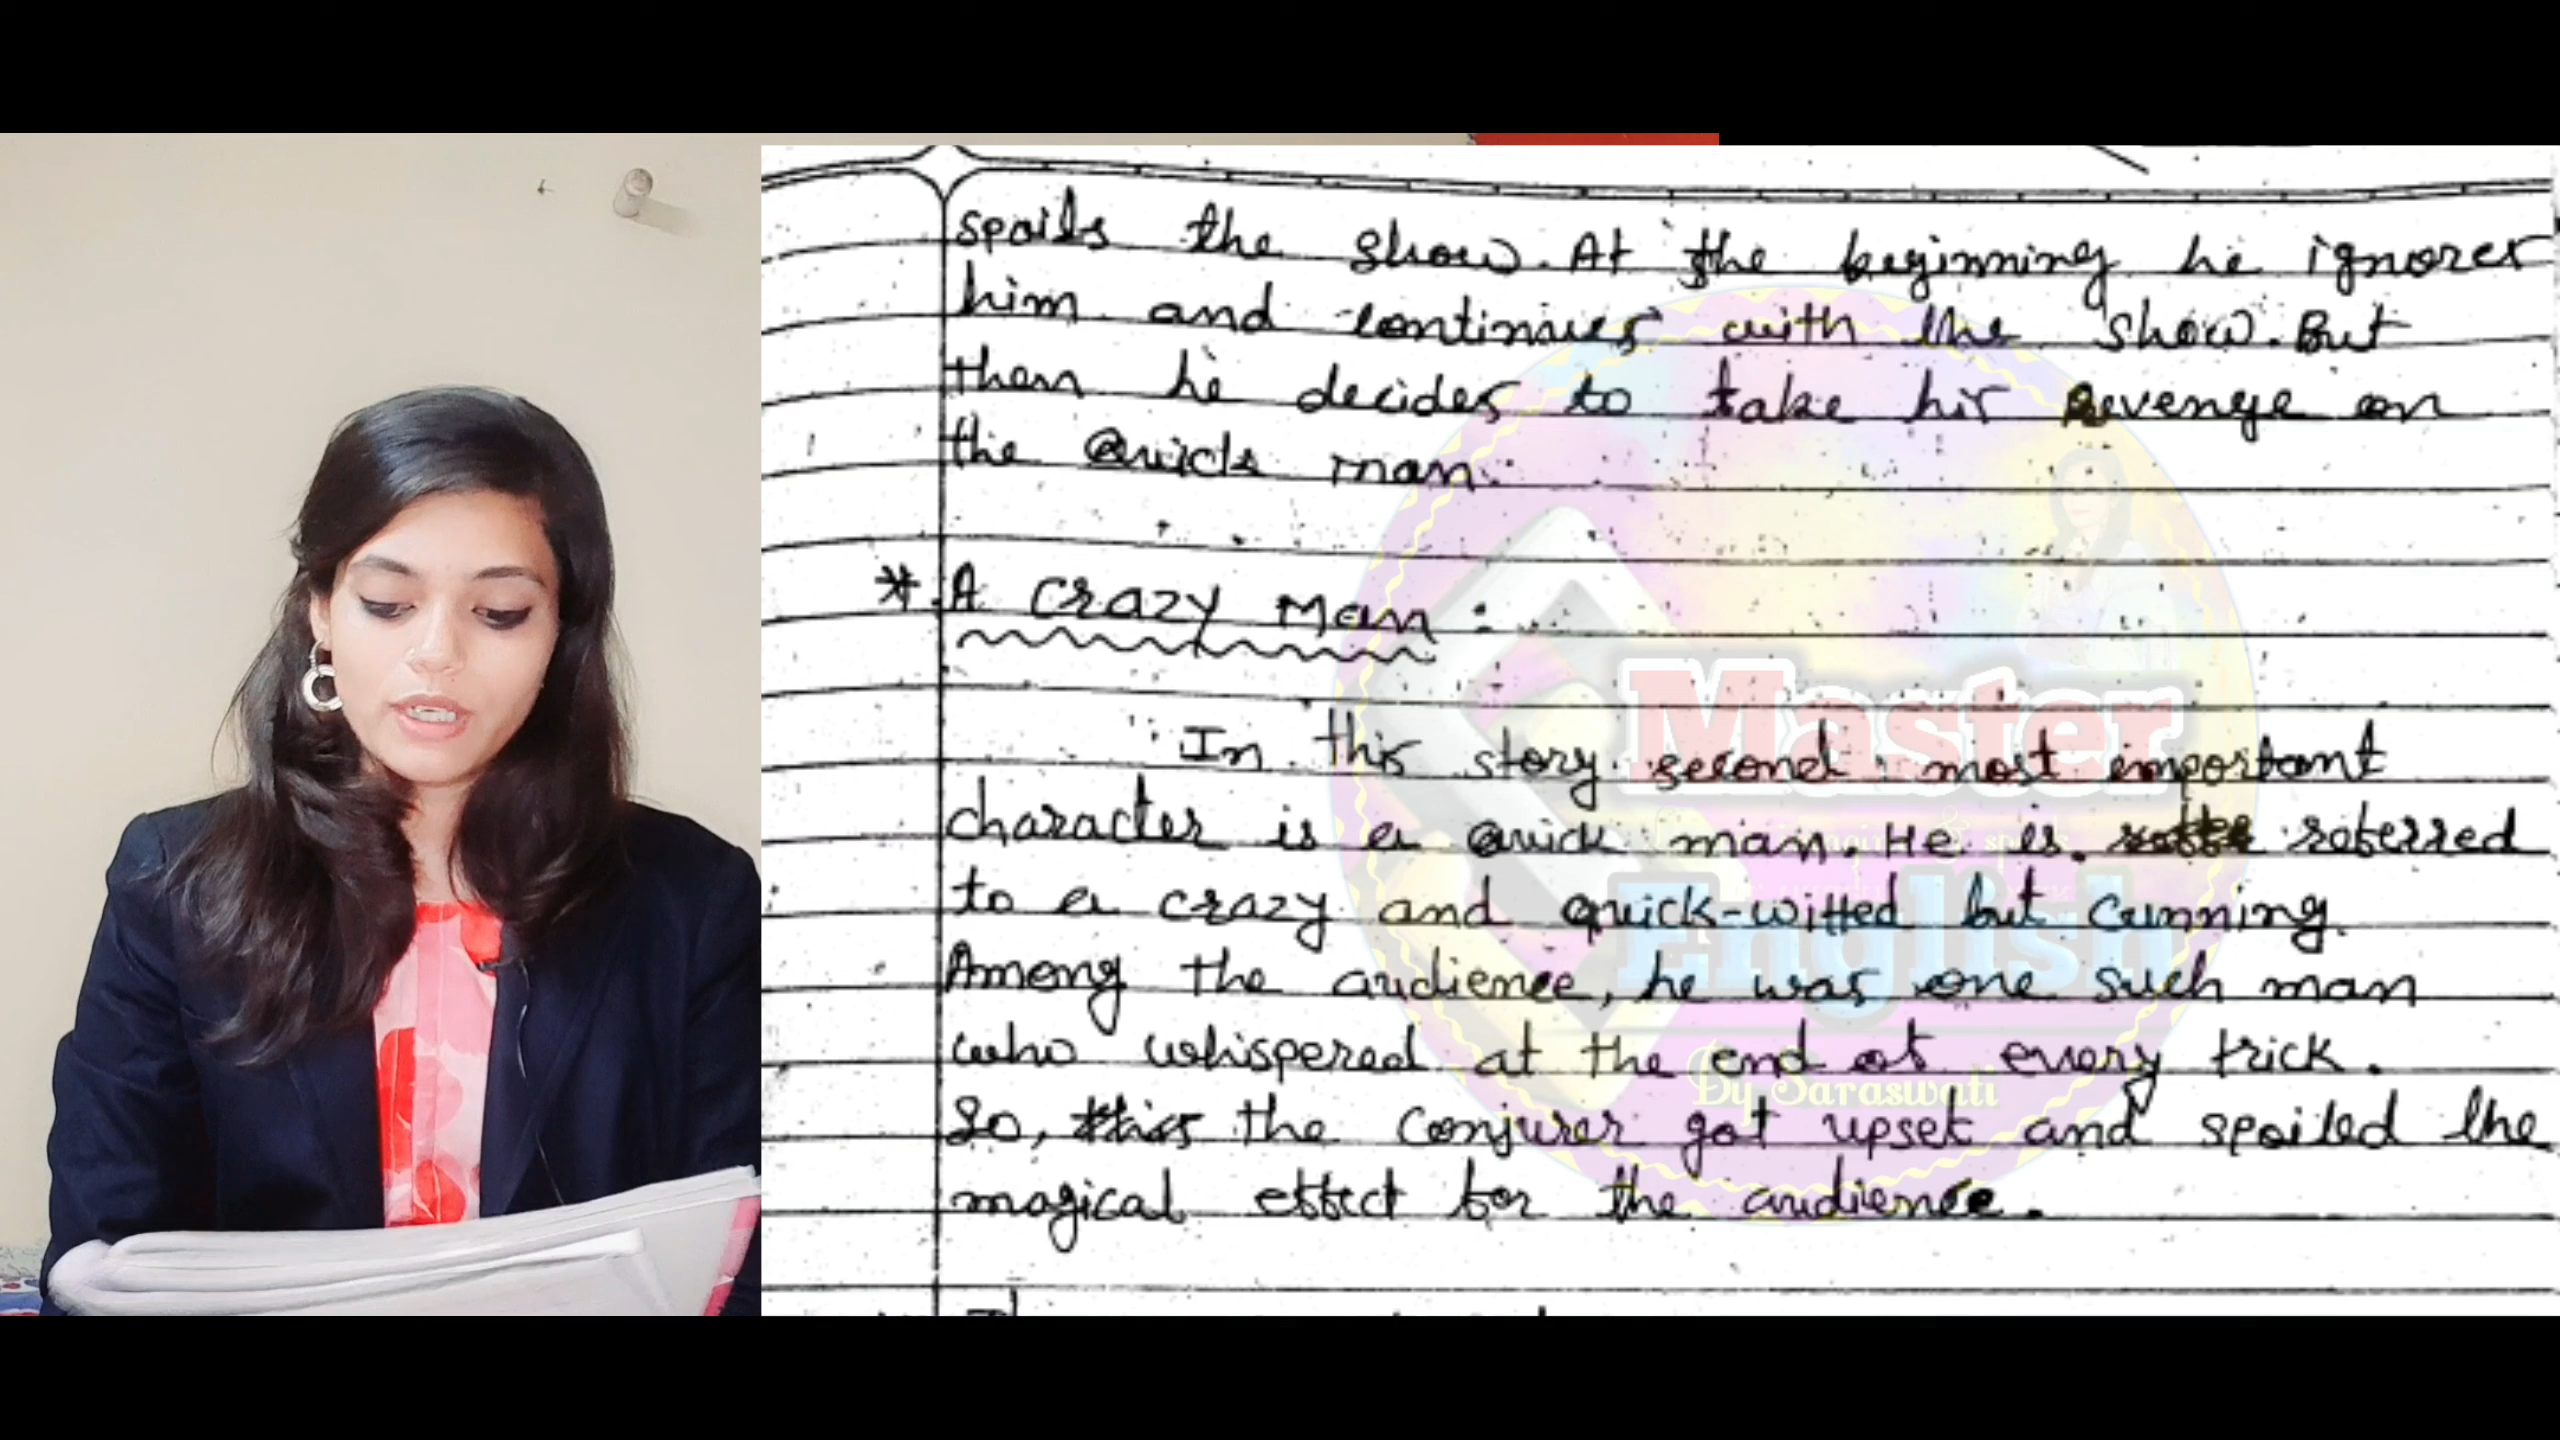 spoils the show. At the beginning he ignores
him and continues with the show. But
then he decides to take his Revenge on
the Quick man.
* A crazy Man :
In this story second most important
character is a Quick man. He is referred
to a crazy and quick-witted but cunning.
Among the audience, he was one such man
who whispered at the end of every trick.
So, this the Conjurer got upset and spoiled the
magical effect for the audience.
Master
English
By Saraswati